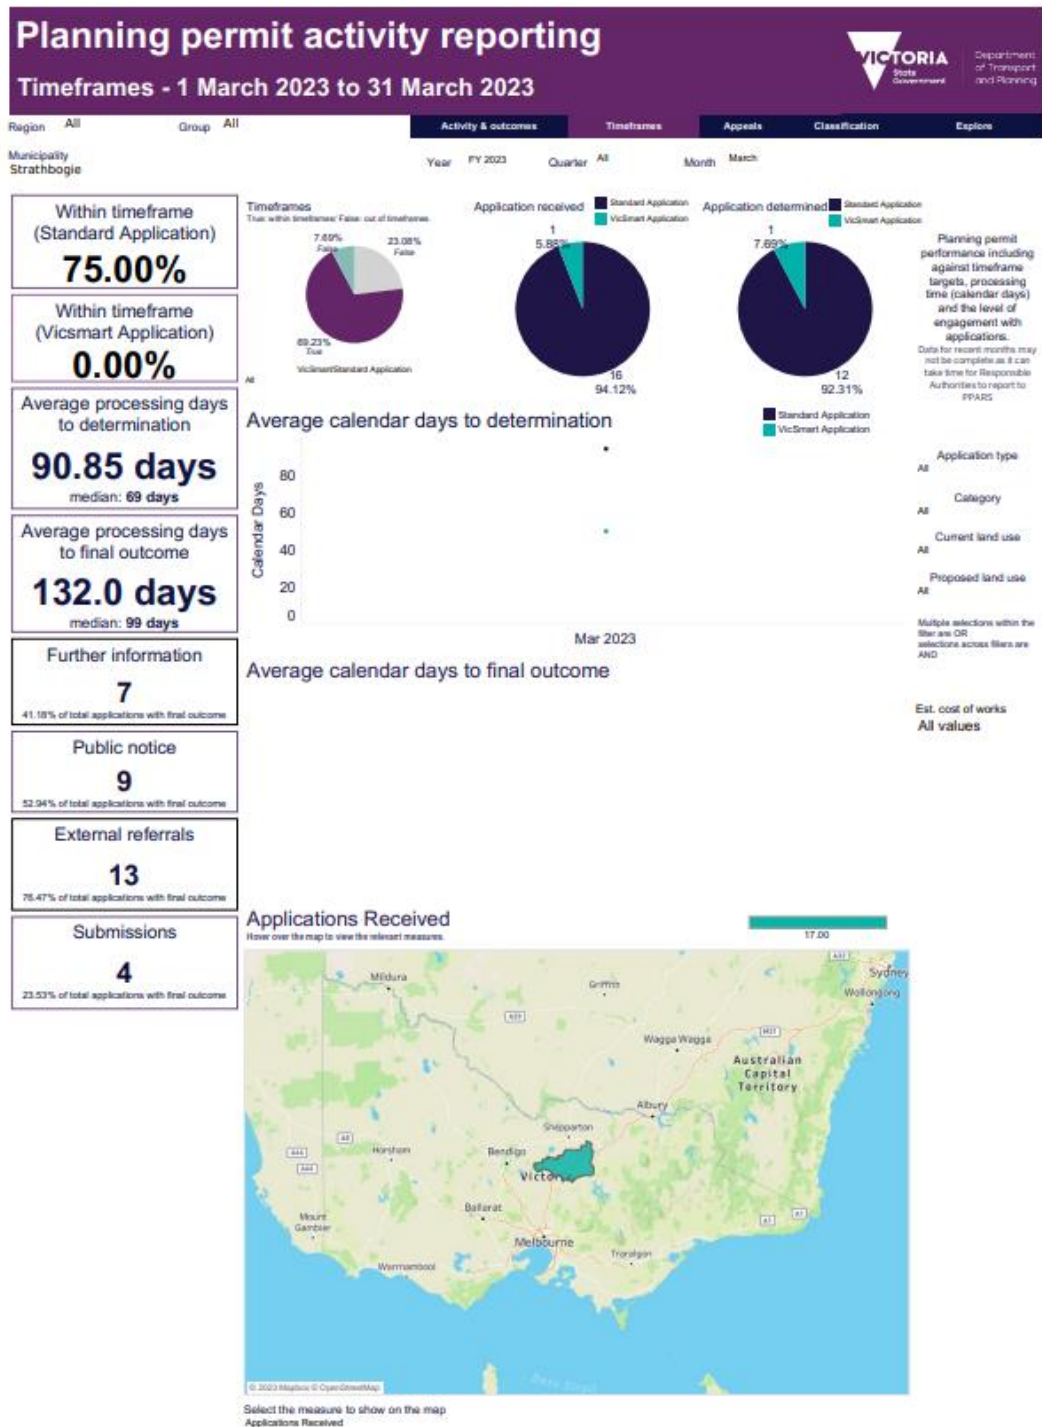 Planning permit activity reporting
Timeframes - 1 March 2023 to 31 March 2023
VICTORIA
State
Government
Department
of Transport
and Planning
Region All
Group All
Activity & outcomes
Timeframes
Appeals
Classification
Explore
Municipality
Strathbogie
Year FY 2023
Quarter All
Month March
Within timeframe
(Standard Application)
75.00%
Within timeframe
(Vicsmart Application)
0.00%
Average processing days
to determination
90.85 days
median: 69 days
Average processing days
to final outcome
132.0 days
median: 99 days
Further information
7
41.18% of total applications with final outcome
Public notice
9
52.94% of total applications with final outcome
External referrals
13
76.47% of total applications with final outcome
Submissions
4
23.53% of total applications with final outcome
Timeframes
True: within timeframes/ False: out of timeframes
7.69%
False
23.08%
False
69.23%
True
VicSmart/Standard Application
All
Application received
Standard Application
VicSmart Application
1
5.88%
16
94.12%
Application determined
Standard Application
VicSmart Application
1
7.69%
12
92.31%
Planning permit
performance including
against timeframe
targets, processing
time (calendar days)
and the level of
engagement with
applications.
Data for recent months may
not be complete as it can
take time for Responsible
Authorities to report to
PPARS
Average calendar days to determination
Standard Application
VicSmart Application
Calendar Days
80
60
40
20
0
Mar 2023
Application type
All
Category
All
Current land use
All
Proposed land use
All
Multiple selections within the
filter are OR
selections across filters are
AND
Est. cost of works
All values
Average calendar days to final outcome
Applications Received
Hover over the map to view the relevant measures.
17.00
A32
Sydney
Mildura
Griffith
Wollongong
A20
Wagga Wagga
M31
Australian
Capital
Territory
Albury
Shepparton
A8
Horsham
Bendigo
Victoria
Ballarat
Mount
Gambier
A1
A1
Melbourne
Traralgon
Warrnambool
Bass Strait
© 2023 Mapbox © OpenStreetMap
Select the measure to show on the map
Applications Received